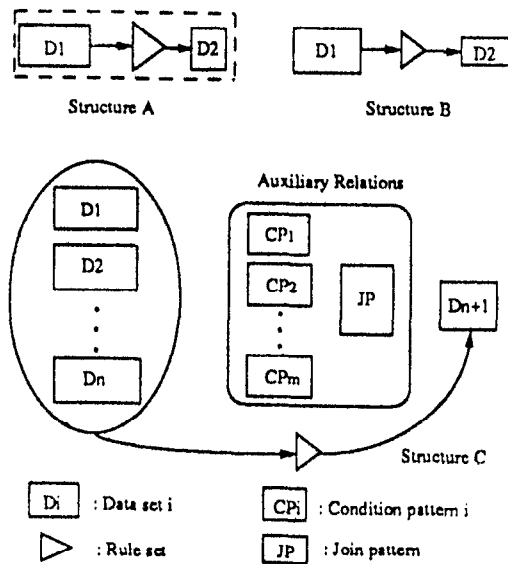 D1
D2
Structure A
D1
D2
Structure B
D1
D2
Dn
Auxiliary Relations
CP1
CP2
CPm
JP
Dn+1
Structure C
Di : Data set i
CPi : Condition pattern i
: Rule set
JP : Join pattern